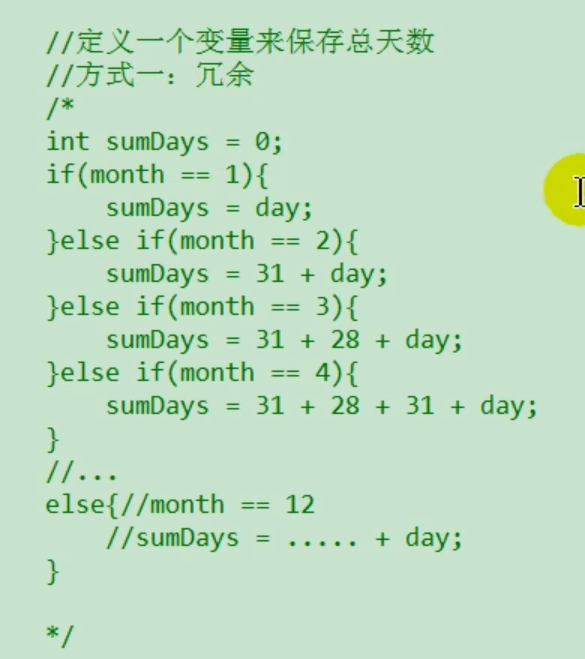 //定义一个变量来保存总天数
//方式一：冗余
/*
int sumDays = 0;
if(month == 1){
    sumDays = day;
}else if(month == 2){
    sumDays = 31 + day;
}else if(month == 3){
    sumDays = 31 + 28 + day;
}else if(month == 4){
    sumDays = 31 + 28 + 31 + day;
}
//...
else{//month == 12
    //sumDays = ..... + day;
}
*/